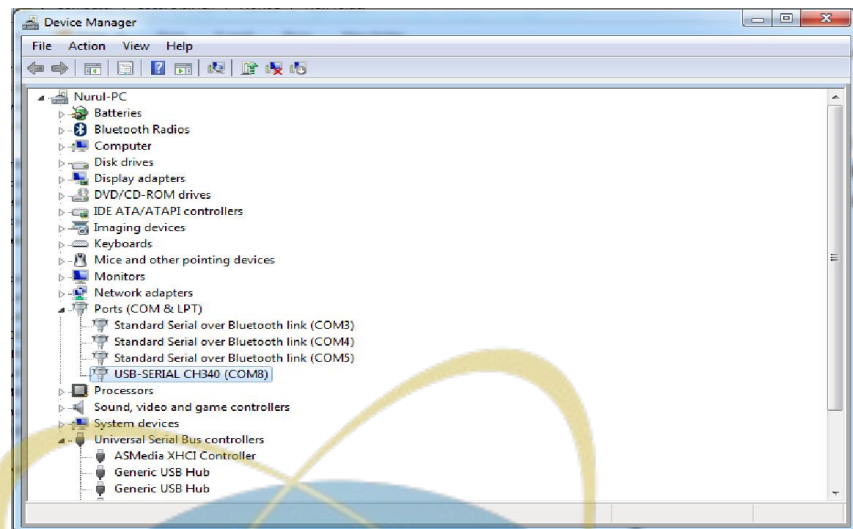 Device Manager
File Action View Help
Nurul-PC
Batteries
Bluetooth Radios
Computer
Disk drives
Display adapters
DVD/CD-ROM drives
IDE ATA/ATAPI controllers
Imaging devices
Keyboards
Mice and other pointing devices
Monitors
Network adapters
Ports (COM & LPT)
Standard Serial over Bluetooth link (COM3)
Standard Serial over Bluetooth link (COM4)
Standard Serial over Bluetooth link (COM5)
USB-SERIAL CH340 (COM8)
Processors
Sound, video and game controllers
System devices
Universal Serial Bus controllers
ASMedia XHCI Controller
Generic USB Hub
Generic USB Hub